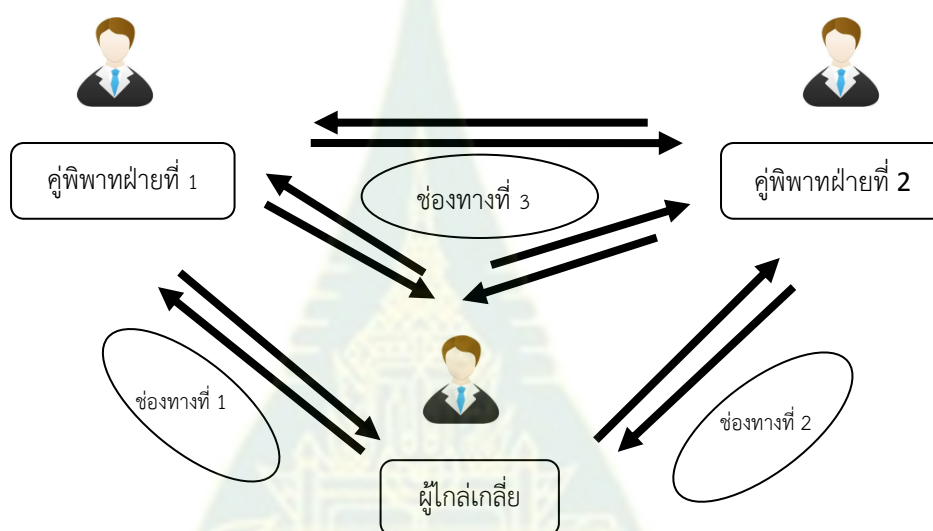 คู่พิพาทฝ่ายที่ 1
คู่พิพาทฝ่ายที่ 2
ช่องทางที่ 3
ช่องทางที่ 1
ช่องทางที่ 2
ผู้ไกล่เกลี่ย